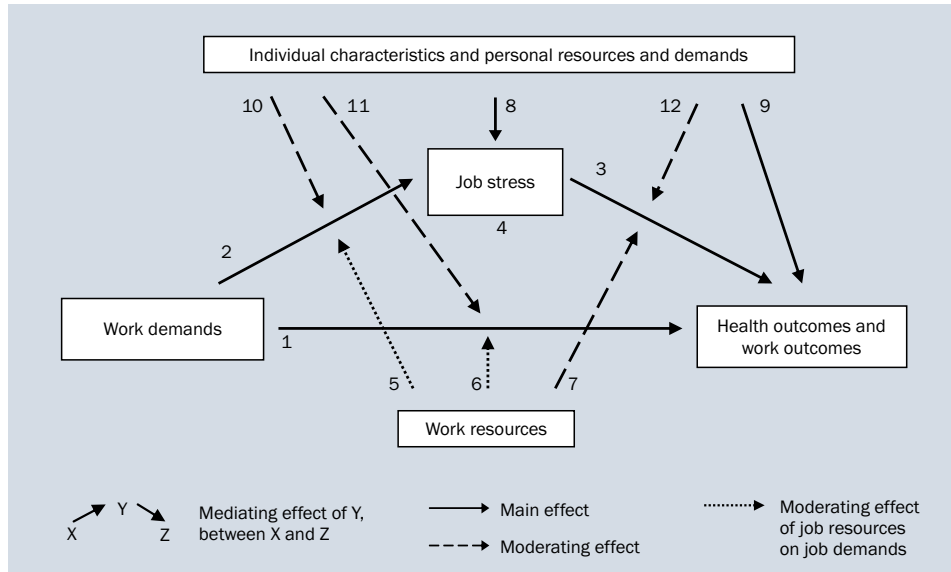 Individual characteristics and personal resources and demands
10
11
8
12
9
Job stress
3
4
2
Work demands
1
Health outcomes and
work outcomes
5
6
7
Work resources
X
Y
Z
Mediating effect of Y,
between X and Z
Main effect
Moderating effect
Moderating effect
of job resources
on job demands